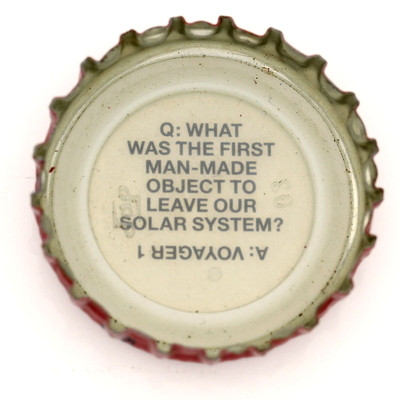 Q: WHAT
WAS THE FIRST
MAN-MADE
OBJECT TO
LEAVE OUR
SOLAR SYSTEM?
A: VOYAGER 1